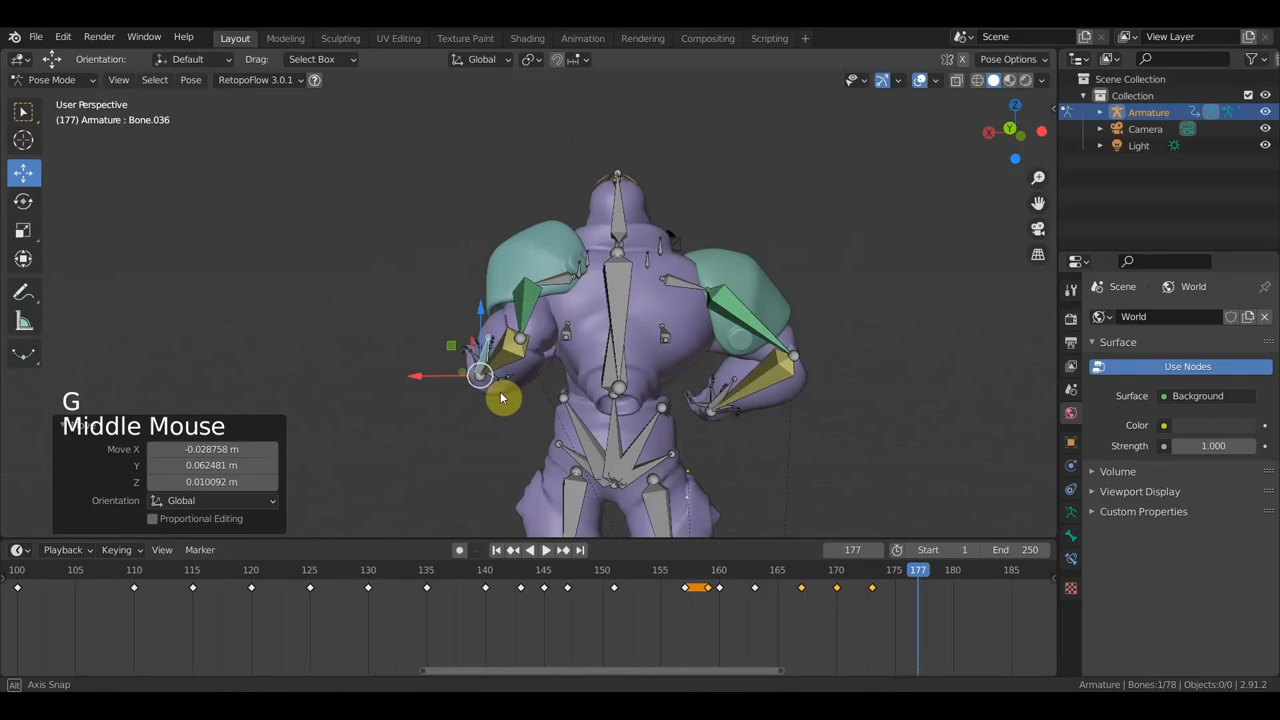 File Edit Render Window Help Layout Modeling Sculpting UV Editing Texture Paint Shading Animation Rendering Compositing Scripting + Scene View Layer
Orientation: Default Drag: Select Box Global Pose Options
Pose Mode View Select Pose RetopoFlow 3.0.1 ?
Scene Collection
Collection
Armature
Camera
Light
User Perspective
(177) Armature : Bone.036
Z
Y
X
G
Middle Mouse
Move X -0.028758 m
Y 0.062481 m
Z 0.010092 m
Orientation Global
Proportional Editing
Scene World
World
Surface
Use Nodes
Surface Background
Color
Strength 1.000
Volume
Viewport Display
Custom Properties
Playback Keying View Marker 177 Start 1 End 250
100 105 110 115 120 125 130 135 140 145 150 155 160 165 170 175 177 180 185
Alt Axis Snap Armature | Bones:1/78 | Objects:0/0 | 2.91.2